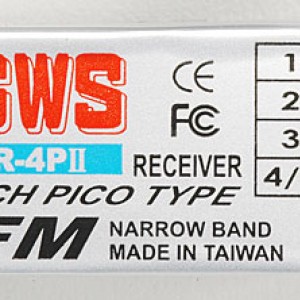 GWS
CE
FC
R-4PII RECEIVER
CH PICO TYPE
FM NARROW BAND
MADE IN TAIWAN
1
2
3
4/